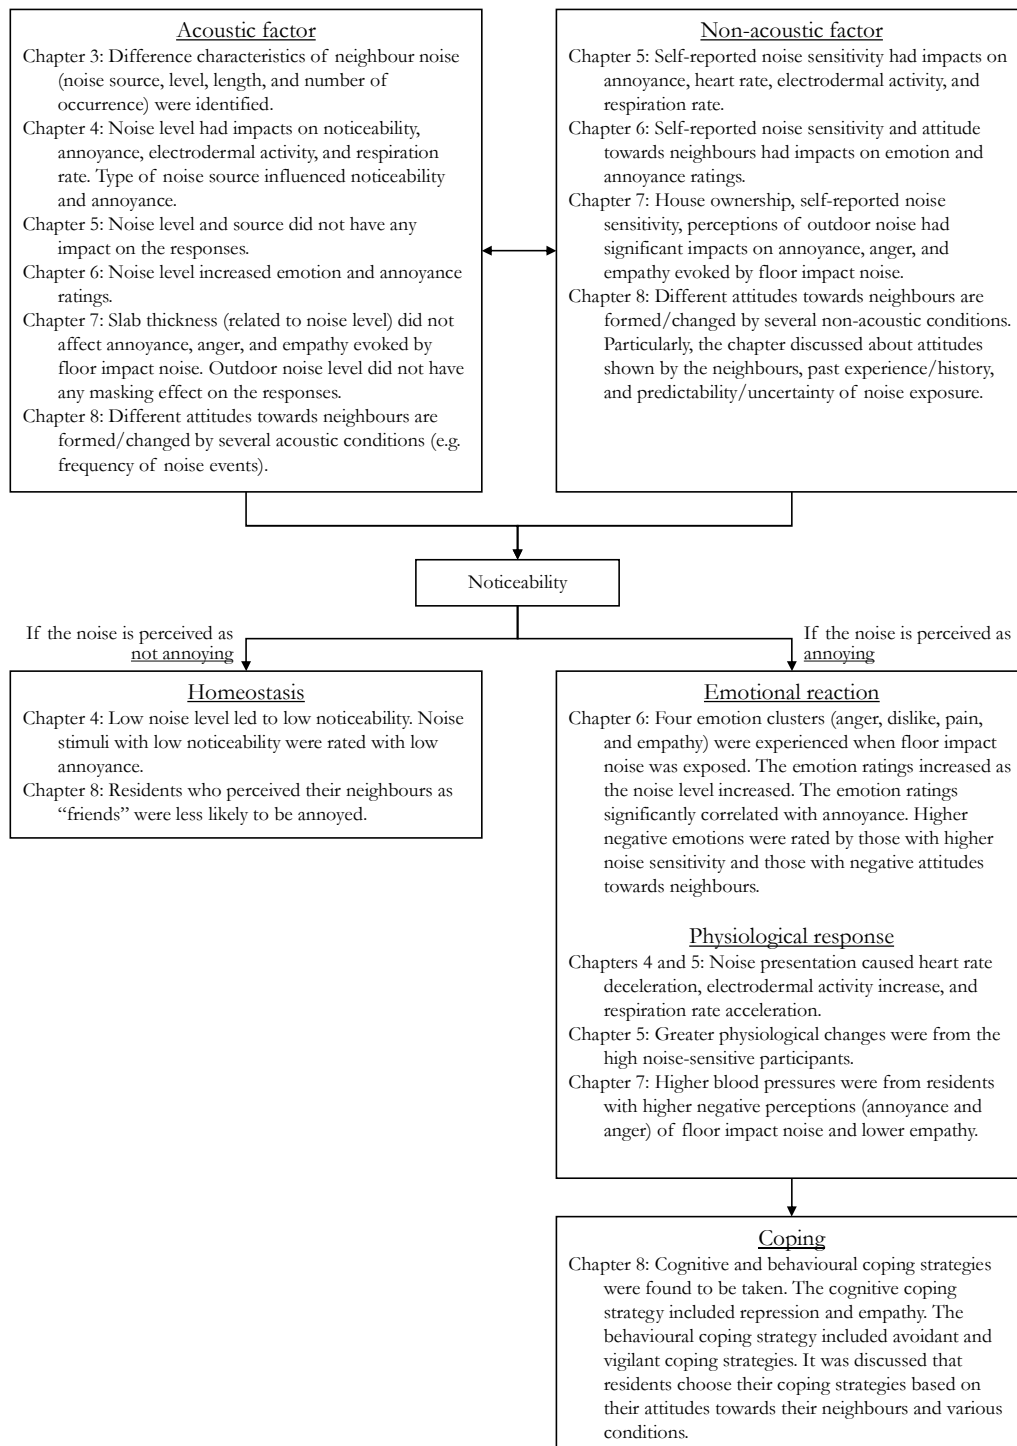 Acoustic factor
Chapter 3: Difference characteristics of neighbour noise
(noise source, level, length, and number of
occurrence) were identified.
Chapter 4: Noise level had impacts on noticeability,
annoyance, electrodermal activity, and respiration
rate. Type of noise source influenced noticeability
and annoyance.
Chapter 5: Noise level and source did not have any
impact on the responses.
Chapter 6: Noise level increased emotion and annoyance
ratings.
Chapter 7: Slab thickness (related to noise level) did not
affect annoyance, anger, and empathy evoked by
floor impact noise. Outdoor noise level did not have
any masking effect on the responses.
Chapter 8: Different attitudes towards neighbours are
formed/changed by several acoustic conditions (e.g.
frequency of noise events).
Non-acoustic factor
Chapter 5: Self-reported noise sensitivity had impacts on
annoyance, heart rate, electrodermal activity, and
respiration rate.
Chapter 6: Self-reported noise sensitivity and attitude
towards neighbours had impacts on emotion and
annoyance ratings.
Chapter 7: House ownership, self-reported noise
sensitivity, perceptions of outdoor noise had
significant impacts on annoyance, anger, and
empathy evoked by floor impact noise.
Chapter 8: Different attitudes towards neighbours are
formed/changed by several non-acoustic conditions.
Particularly, the chapter discussed about attitudes
shown by the neighbours, past experience/history,
and predictability/uncertainty of noise exposure.
Noticeability
If the noise is perceived as
not annoying
If the noise is perceived as
annoying
Homeostasis
Chapter 4: Low noise level led to low noticeability. Noise
stimuli with low noticeability were rated with low
annoyance.
Chapter 8: Residents who perceived their neighbours as
“friends” were less likely to be annoyed.
Emotional reaction
Chapter 6: Four emotion clusters (anger, dislike, pain,
and empathy) were experienced when floor impact
noise was exposed. The emotion ratings increased as
the noise level increased. The emotion ratings
significantly correlated with annoyance. Higher
negative emotions were rated by those with higher
noise sensitivity and those with negative attitudes
towards neighbours.
Physiological response
Chapters 4 and 5: Noise presentation caused heart rate
deceleration, electrodermal activity increase, and
respiration rate acceleration.
Chapter 5: Greater physiological changes were from the
high noise-sensitive participants.
Chapter 7: Higher blood pressures were from residents
with higher negative perceptions (annoyance and
anger) of floor impact noise and lower empathy.
Coping
Chapter 8: Cognitive and behavioural coping strategies
were found to be taken. The cognitive coping
strategy included repression and empathy. The
behavioural coping strategy included avoidant and
vigilant coping strategies. It was discussed that
residents choose their coping strategies based on
their attitudes towards their neighbours and various
conditions.